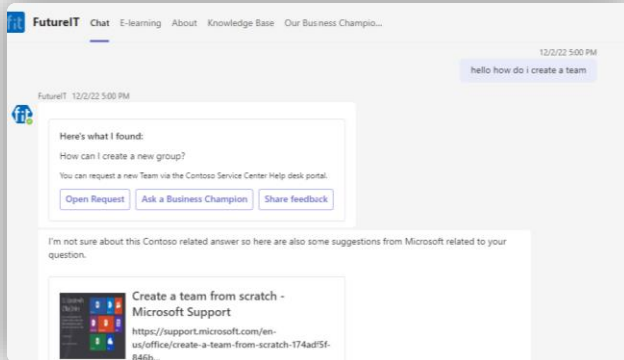 fit FutureIT Chat E-learning About Knowledge Base Our Business Champio...
12/2/22 5:00 PM
hello how do i create a team
FutureIT 12/2/22 5:00 PM
fit
Here's what I found:
How can I create a new group?
You can request a new Team via the Contoso Service Center Help desk portal.
Open Request Ask a Business Champion Share feedback
I'm not sure about this Contoso related answer so here are also some suggestions from Microsoft related to your
question.
Create a team from scratch -
Microsoft Support
https://support.microsoft.com/en-
us/office/create-a-team-from-scratch-174adf5f-
846b...